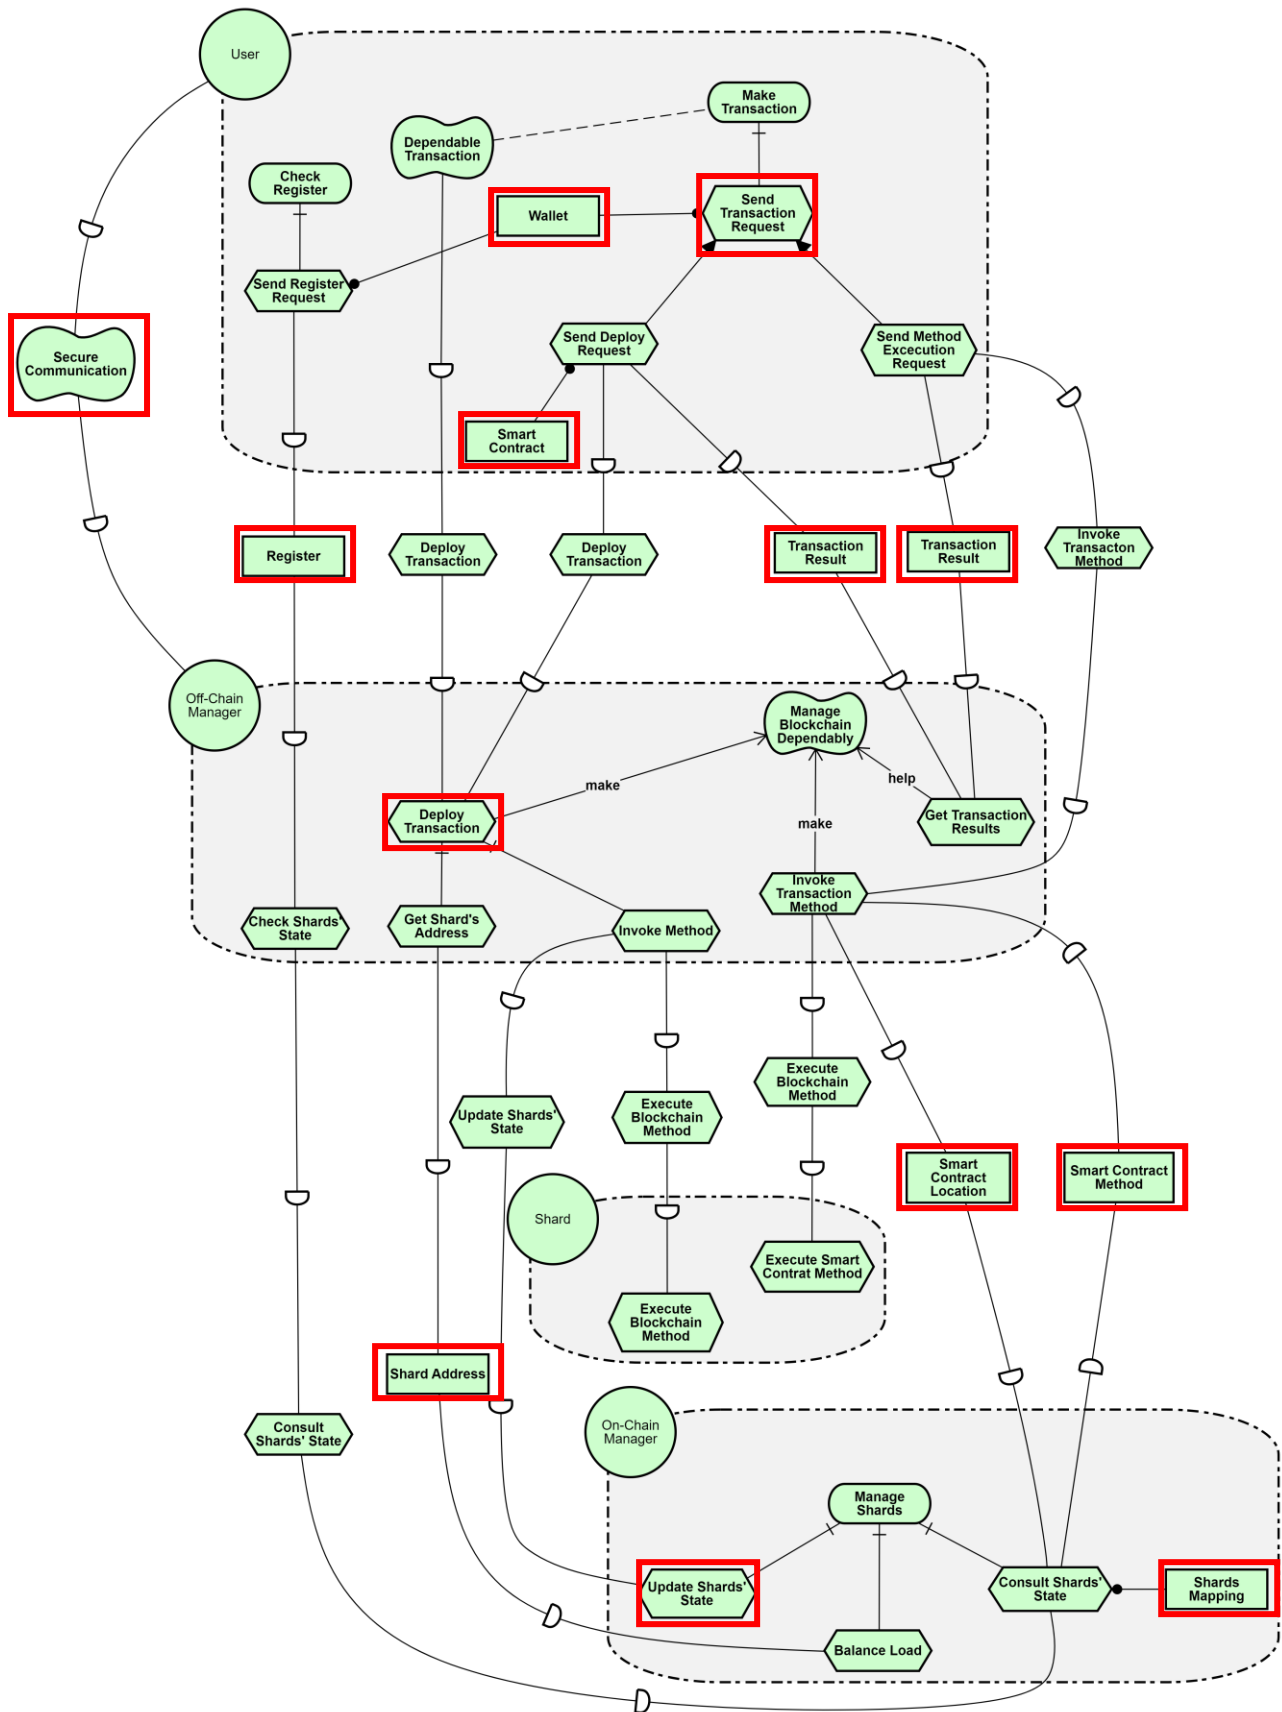 User
Make
Transaction
Dependable
Transaction
Check
Register
Wallet
Send
Transaction
Request
Send Register
Request
Send Deploy
Request
Send Method
Excecution
Request
Secure
Communication
Smart
Contract
Register
Deploy
Transaction
Deploy
Transaction
Transaction
Result
Transaction
Result
Invoke
Transacton
Method
Off-Chain
Manager
Manage
Blockchain
Dependably
make
help
make
Deploy
Transaction
Get Transaction
Results
Invoke
Transaction
Method
Check Shards'
State
Get Shard's
Address
Invoke Method
Execute
Blockchain
Method
Update Shards'
State
Execute
Blockchain
Method
Smart
Contract
Location
Smart Contract
Method
Shard
Execute Smart
Contrat Method
Execute
Blockchain
Method
Shard Address
Consult
Shards' State
On-Chain
Manager
Manage
Shards
Update Shards'
State
Consult Shards'
State
Shards
Mapping
Balance Load